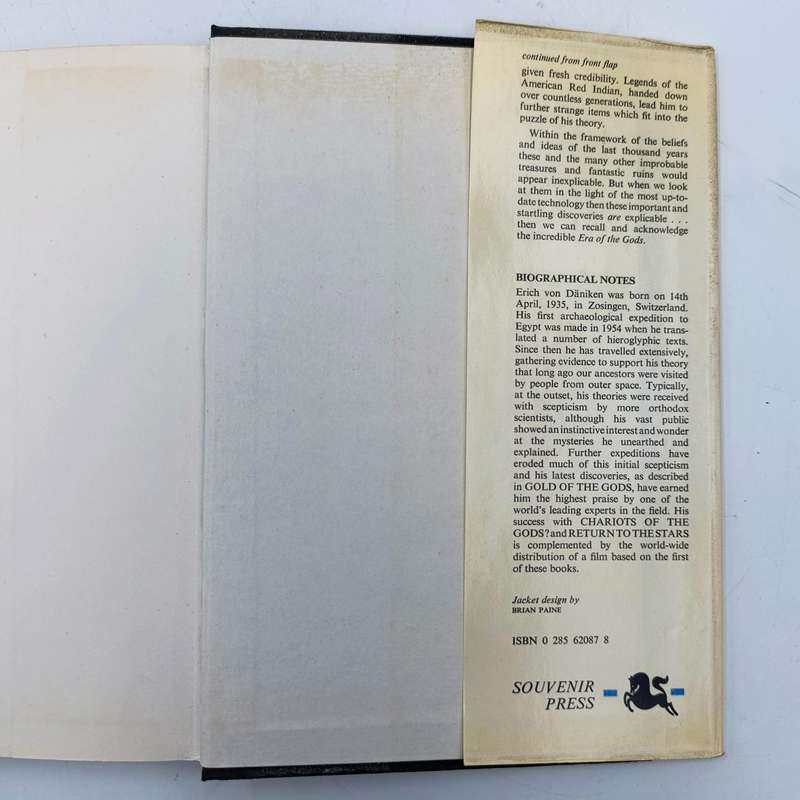 continued from front flap
given fresh credibility. Legends of the
American Red Indian, handed down
over countless generations, lead him to
further strange items which fit into the
puzzle of his theory.
Within the framework of the beliefs
and ideas of the last thousand years
these and the many other improbable
treasures and fantastic ruins would
appear inexplicable. But when we look
at them in the light of the most up-to-
date technology then these important and
startling discoveries are explicable . . .
then we can recall and acknowledge
the incredible Era of the Gods.
BIOGRAPHICAL NOTES
Erich von Däniken was born on 14th
April, 1935, in Zosingen, Switzerland.
His first archaeological expedition to
Egypt was made in 1954 when he trans-
lated a number of hieroglyphic texts.
Since then he has travelled extensively,
gathering evidence to support his theory
that long ago our ancestors were visited
by people from outer space. Typically,
at the outset, his theories were received
with scepticism by more orthodox
scientists, although his vast public
showed an instinctive interest and wonder
at the mysteries he unearthed and
explained. Further expeditions have
eroded much of this initial scepticism
and his latest discoveries, as described
in GOLD OF THE GODS, have earned
him the highest praise by one of the
world's leading experts in the field. His
success with CHARIOTS OF THE
GODS? and RETURN TO THE STARS
is complemented by the world-wide
distribution of a film based on the first
of these books.
Jacket design by
BRIAN PAINE
ISBN 0 285 62087 8
SOUVENIR
PRESS